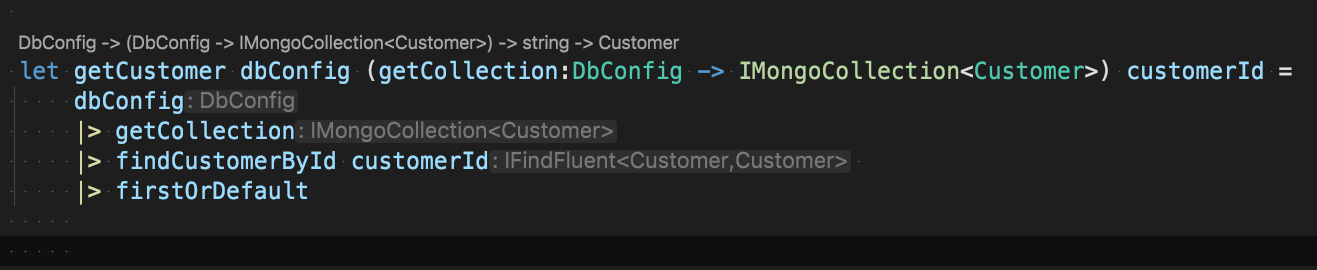 DbConfig -> (DbConfig -> IMongoCollection<Customer>) -> string -> Customer
let getCustomer dbConfig (getCollection:DbConfig -> IMongoCollection<Customer>) customerId =
dbConfig: DbConfig
|> getCollection: IMongoCollection<Customer>
|> findCustomerById customerId: IFindFluent<Customer,Customer>
|> firstOrDefault